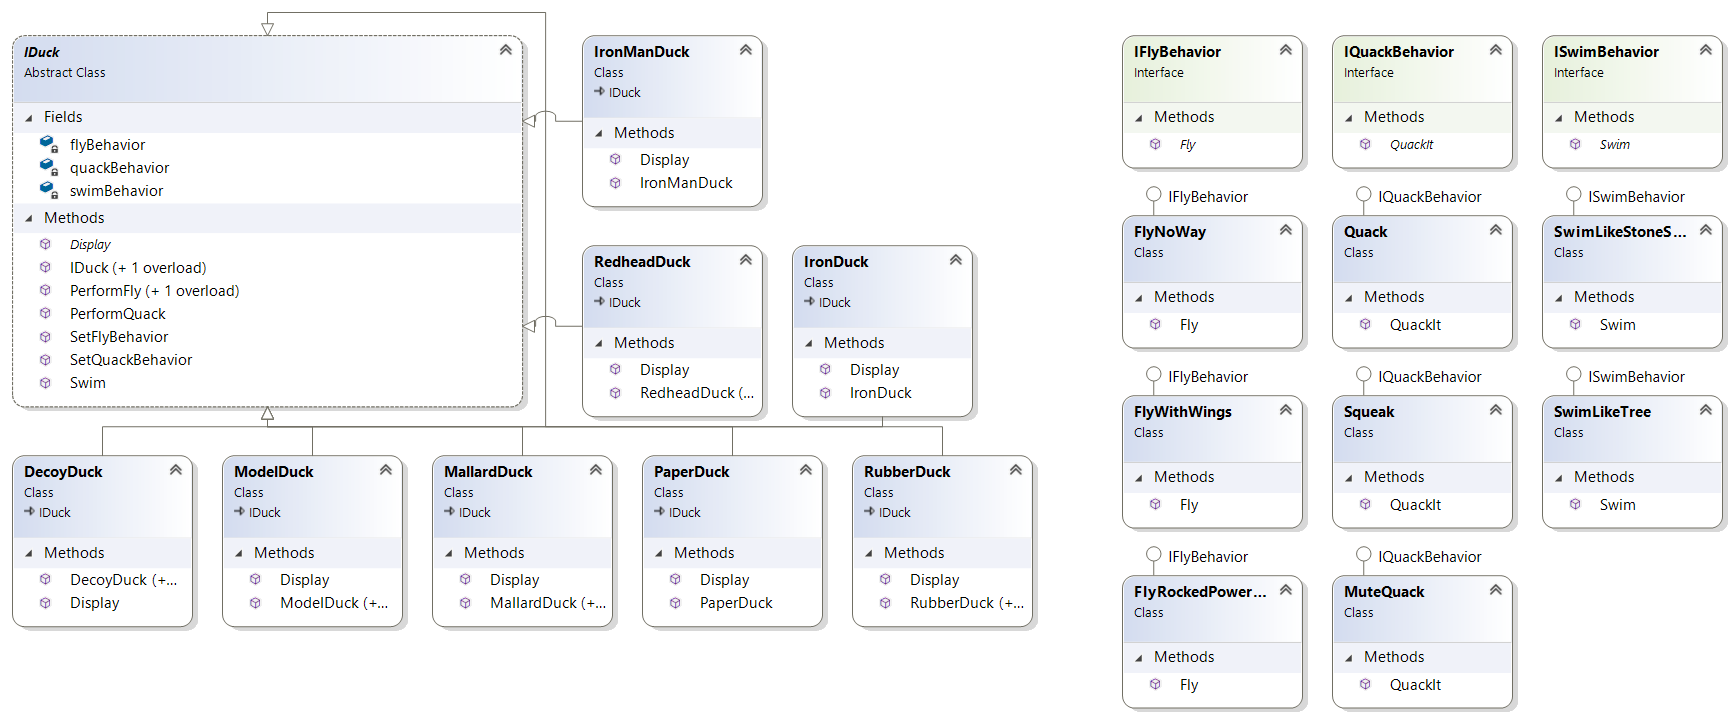 IDuck
Abstract Class
Fields
flyBehavior
quackBehavior
swimBehavior
Methods
Display
IDuck (+ 1 overload)
PerformFly (+ 1 overload)
PerformQuack
SetFlyBehavior
SetQuackBehavior
Swim
IronManDuck
Class
IDuck
Methods
Display
IronManDuck
RedheadDuck
Class
IDuck
Methods
Display
RedheadDuck (...
IronDuck
Class
IDuck
Methods
Display
IronDuck
DecoyDuck
Class
IDuck
Methods
DecoyDuck (+...
Display
ModelDuck
Class
IDuck
Methods
Display
ModelDuck (+...
MallardDuck
Class
IDuck
Methods
Display
MallardDuck (+...
PaperDuck
Class
IDuck
Methods
Display
PaperDuck
RubberDuck
Class
IDuck
Methods
Display
RubberDuck (+...
IFlyBehavior
Interface
Methods
Fly
IQuackBehavior
Interface
Methods
QuackIt
ISwimBehavior
Interface
Methods
Swim
IFlyBehavior
FlyNoWay
Class
Methods
Fly
IQuackBehavior
Quack
Class
Methods
QuackIt
ISwimBehavior
SwimLikeStoneS...
Class
Methods
Swim
IFlyBehavior
FlyWithWings
Class
Methods
Fly
IQuackBehavior
Squeak
Class
Methods
QuackIt
ISwimBehavior
SwimLikeTree
Class
Methods
Swim
IFlyBehavior
FlyRockedPower...
Class
Methods
Fly
IQuackBehavior
MuteQuack
Class
Methods
QuackIt